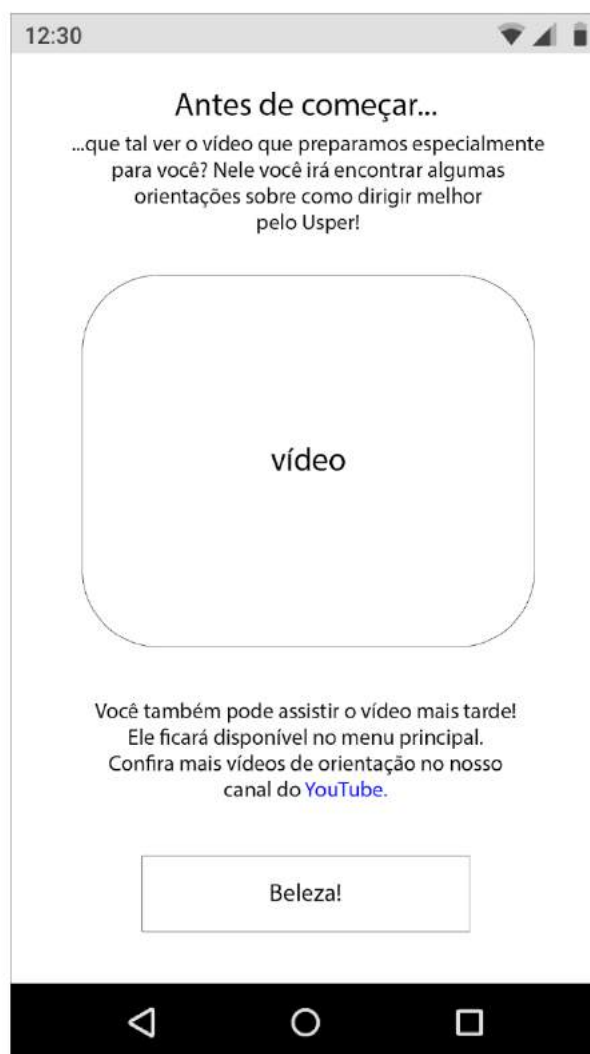 12:30
Antes de começar...
...que tal ver o vídeo que preparamos especialmente
para você? Nele você irá encontrar algumas
orientações sobre como dirigir melhor
pelo Usper!
vídeo
Você também pode assistir o vídeo mais tarde!
Ele ficará disponível no menu principal.
Confira mais vídeos de orientação no nosso
canal do YouTube.
Beleza!